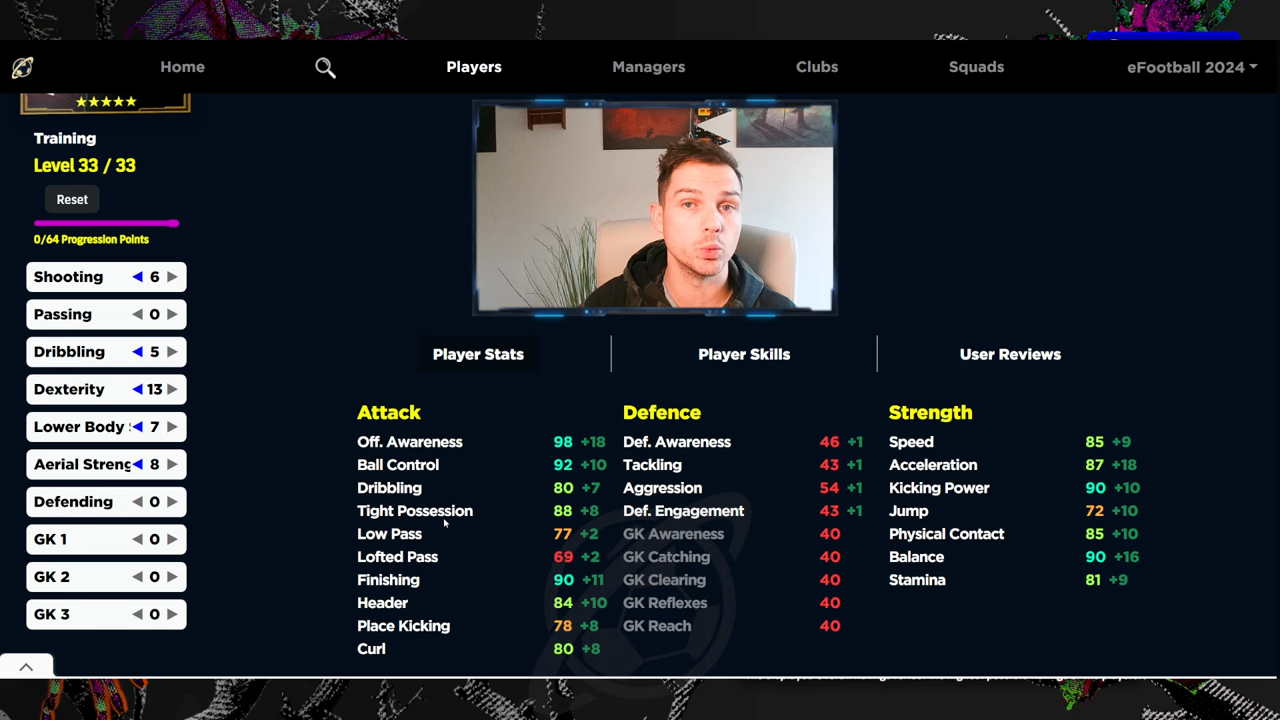 Home
Players
Managers
Clubs
Squads
eFootball 2024
Training
Level 33 / 33
Reset
0/64 Progression Points
Shooting 6
Passing 0
Dribbling 5
Dexterity 13
Lower Body 7
Aerial Streng 8
Defending 0
GK 1 0
GK 2 0
GK 3 0
Player Stats
Player Skills
User Reviews
Attack
Off. Awareness 98 +18
Ball Control 92 +10
Dribbling 80 +7
Tight Possession 88 +8
Low Pass 77 +2
Lofted Pass 69 +2
Finishing 90 +11
Header 84 +10
Place Kicking 78 +8
Curl 80 +8
Defence
Def. Awareness 46 +1
Tackling 43 +1
Aggression 54 +1
Def. Engagement 43 +1
GK Awareness 40
GK Catching 40
GK Clearing 40
GK Reflexes 40
GK Reach 40
Strength
Speed 85 +9
Acceleration 87 +18
Kicking Power 90 +10
Jump 72 +10
Physical Contact 85 +10
Balance 90 +16
Stamina 81 +9